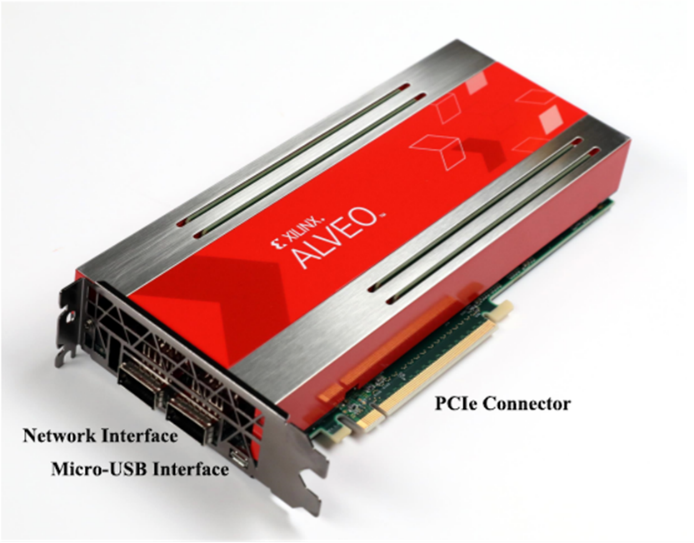 XILINX
ALVEO
PCIe Connector
Network Interface
Micro-USB Interface